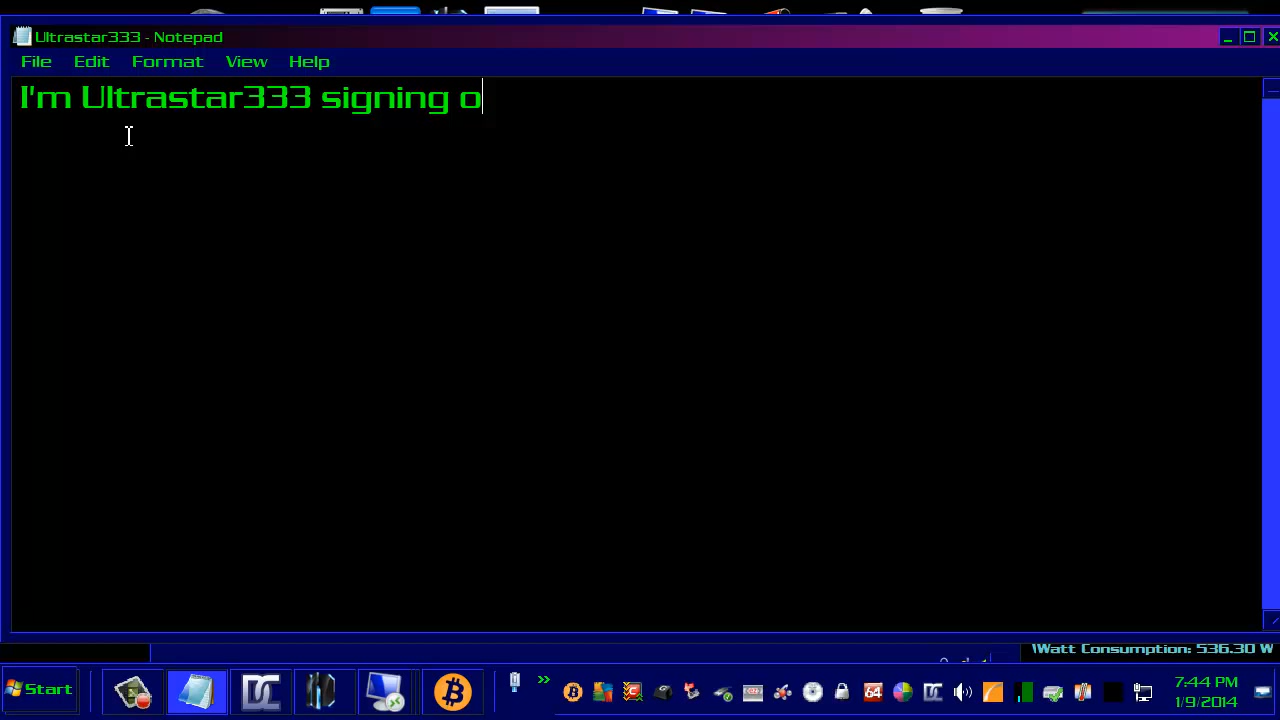 Ultrastar333 - Notepad
File Edit Format View Help
I'm Ultrastar333 signing o
Watt Consumption: 536.30 W
Start
64
7:44 PM
1/9/2014